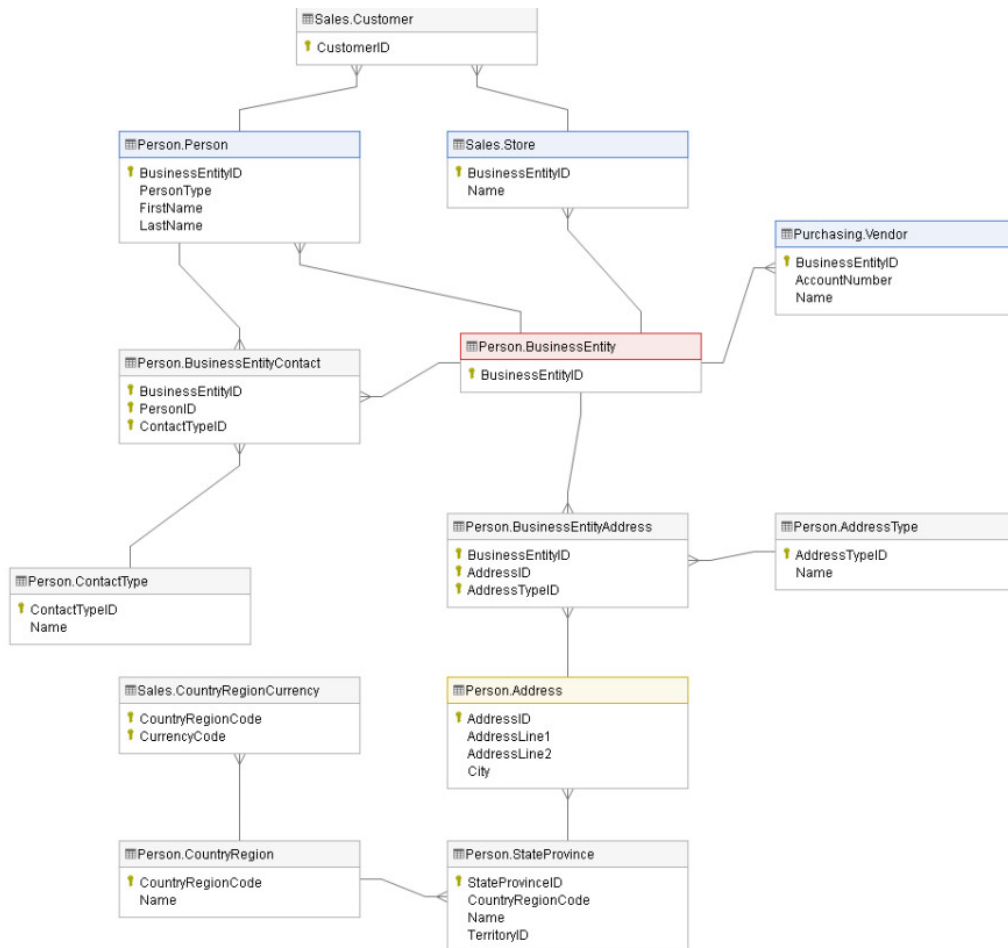 Sales.Customer
CustomerID
Person.Person
BusinessEntityID
PersonType
FirstName
LastName
Sales.Store
BusinessEntityID
Name
Purchasing.Vendor
BusinessEntityID
AccountNumber
Name
Person.BusinessEntity
BusinessEntityID
Person.BusinessEntityContact
BusinessEntityID
PersonID
ContactTypeID
Person.BusinessEntityAddress
BusinessEntityID
AddressID
AddressTypeID
Person.AddressType
AddressTypeID
Name
Person.ContactType
ContactTypeID
Name
Sales.CountryRegionCurrency
CountryRegionCode
CurrencyCode
Person.Address
AddressID
AddressLine1
AddressLine2
City
Person.CountryRegion
CountryRegionCode
Name
Person.StateProvince
StateProvinceID
CountryRegionCode
Name
TerritoryID